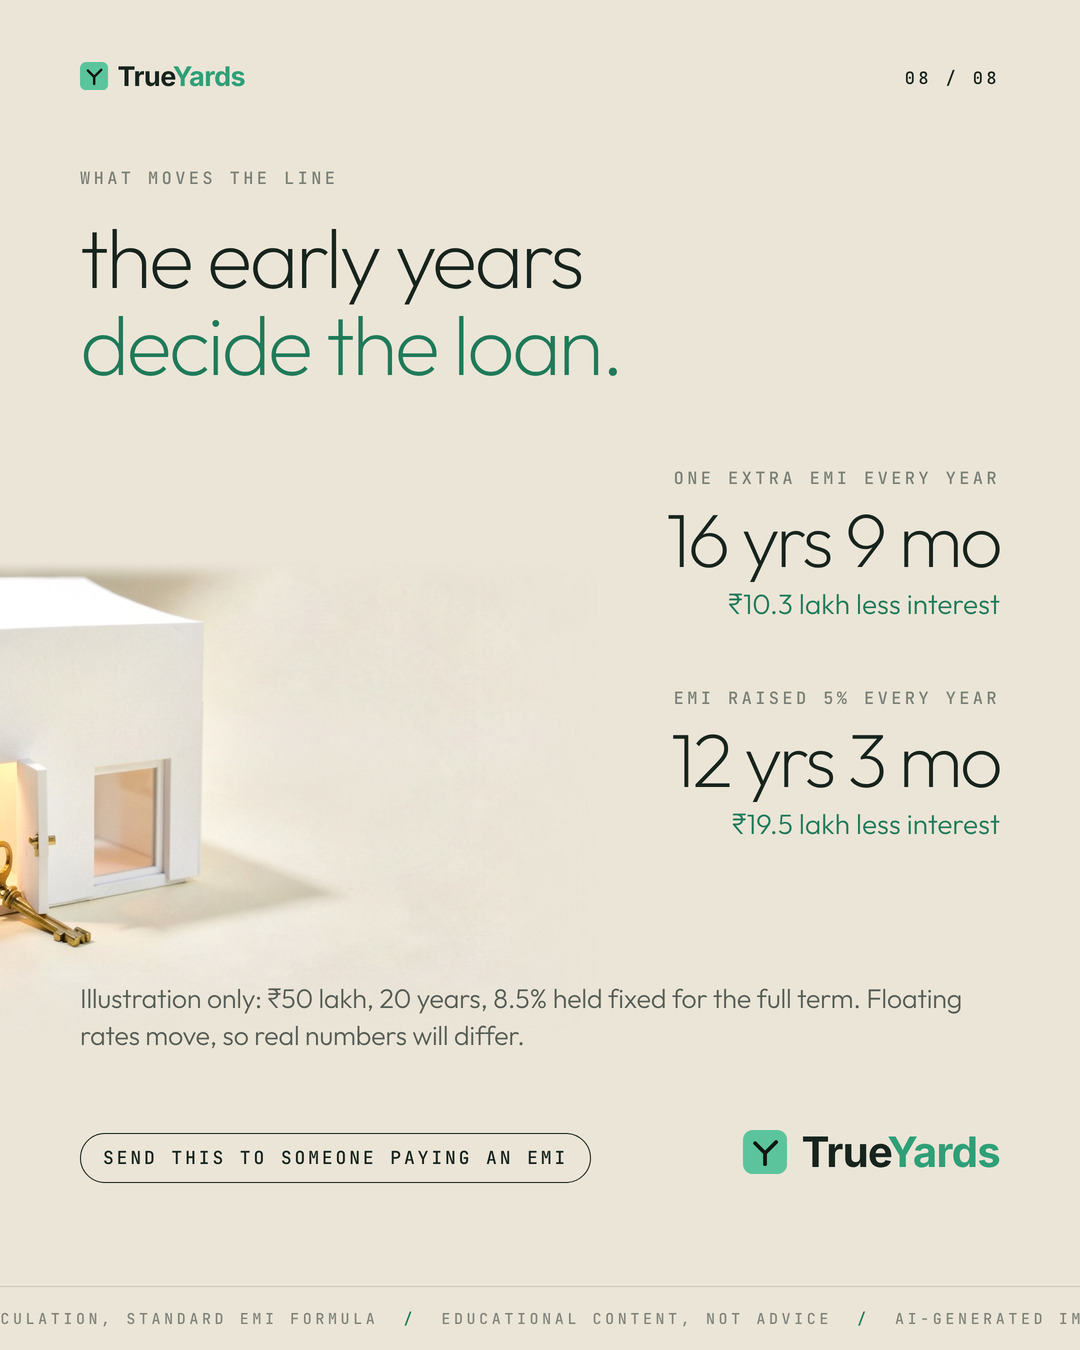 TrueYards
08 / 08
WHAT MOVES THE LINE
the early years
decide the loan.
ONE EXTRA EMI EVERY YEAR
16 yrs 9 mo
₹10.3 lakh less interest
EMI RAISED 5% EVERY YEAR
12 yrs 3 mo
₹19.5 lakh less interest
Illustration only: ₹50 lakh, 20 years, 8.5% held fixed for the full term. Floating
rates move, so real numbers will differ.
SEND THIS TO SOMEONE PAYING AN EMI
TrueYards
CULATION, STANDARD EMI FORMULA / EDUCATIONAL CONTENT, NOT ADVICE / AI-GENERATED IM